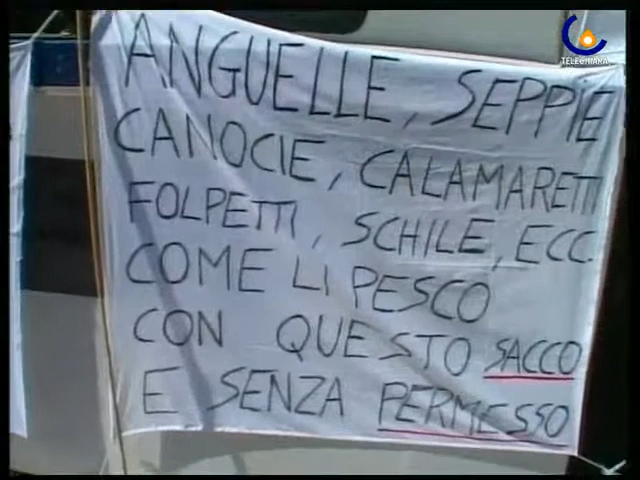 TELECHIARA
ANGUELLE, SEPPIE
CANOCIE, CALAMARETTI
FOLPETTI, SCHILE, ECC.
COME LI PESCO
CON QUESTO SACCO
E SENZA PERMESSO